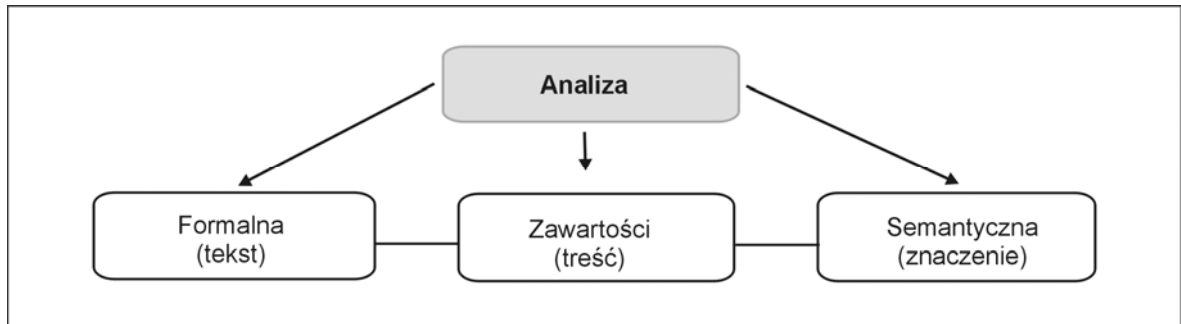 Analiza
Formalna
(tekst)
Zawartości
(treść)
Semantyczna
(znaczenie)